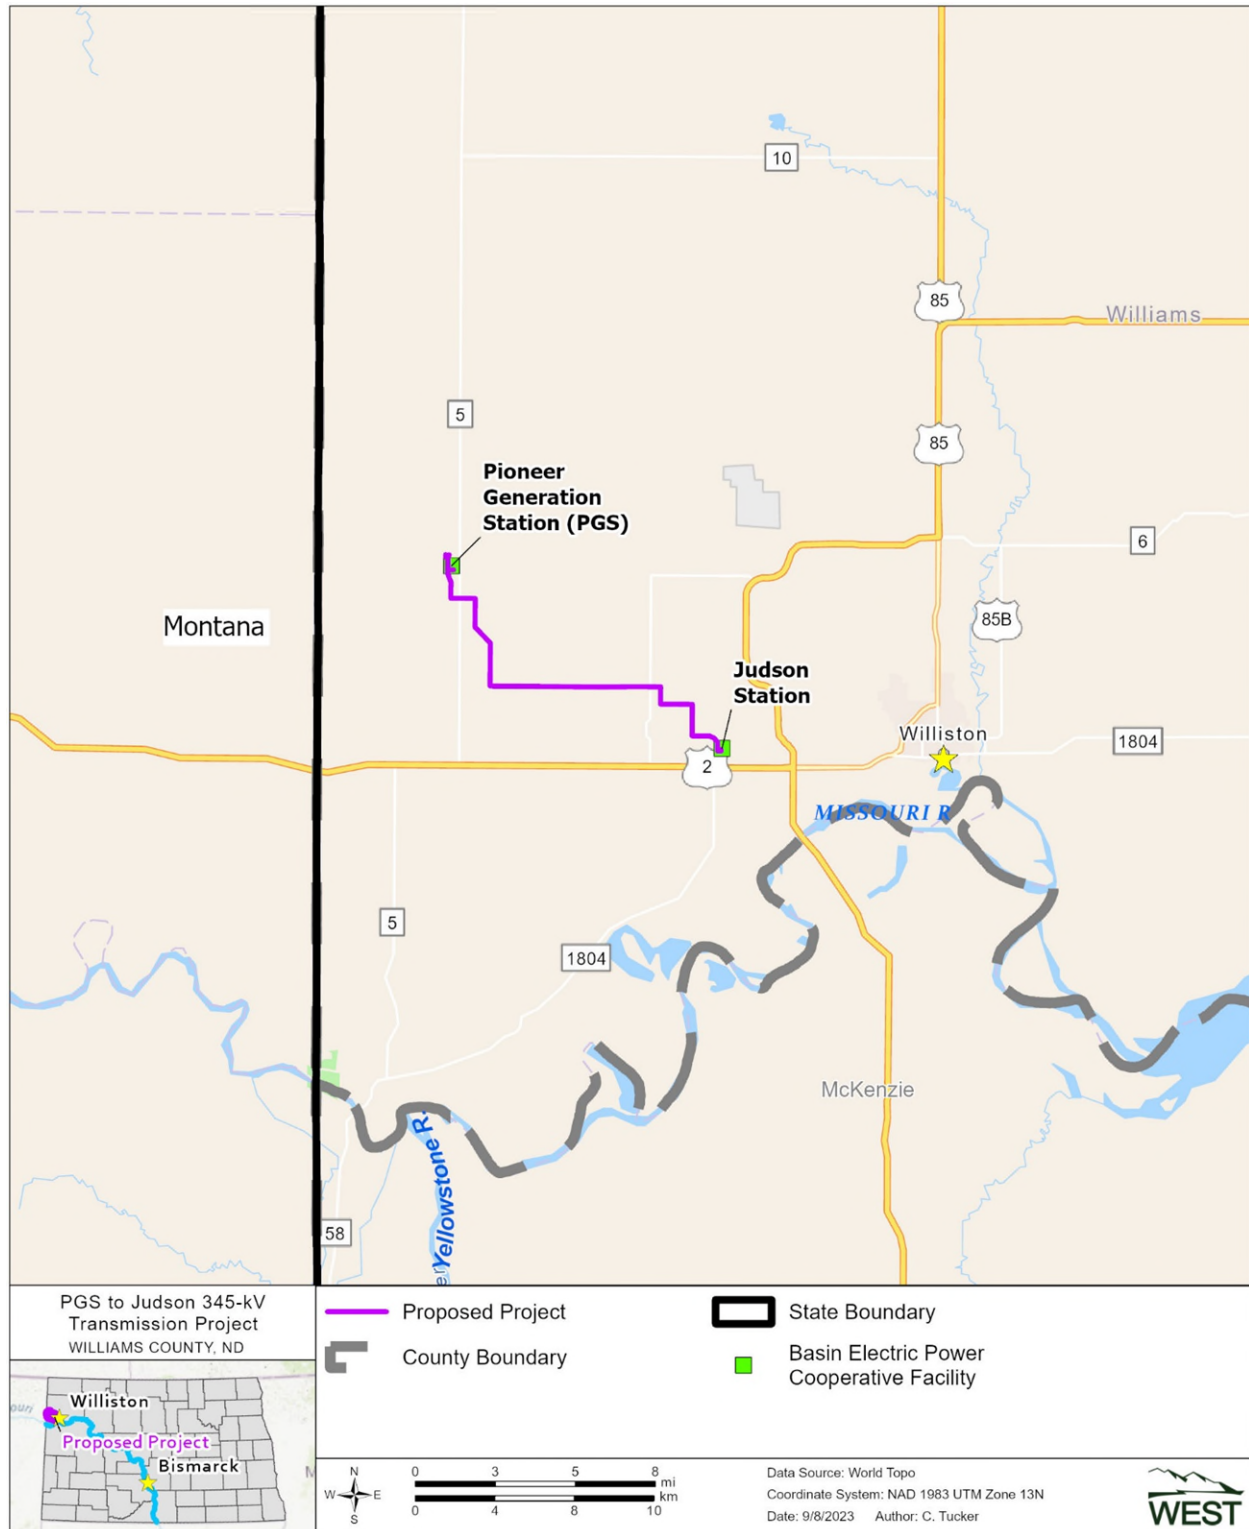 10
85
Williams
85
5
Pioneer
Generation
Station (PGS)
6
Montana
85B
Judson
Station
Williston
1804
2
MISSOURI R
5
1804
McKenzie
Yellowstone R.
er
58
PGS to Judson 345-kV
Transmission Project
WILLIAMS COUNTY, ND
Proposed Project
State Boundary
County Boundary
Basin Electric Power
Cooperative Facility
ouri
Williston
Proposed Project
Bismarck
M
N
W E
S
0 3 5 8
mi
km
0 4 8 10
Data Source: World Topo
Coordinate System: NAD 1983 UTM Zone 13N
Date: 9/8/2023 Author: C. Tucker
WEST